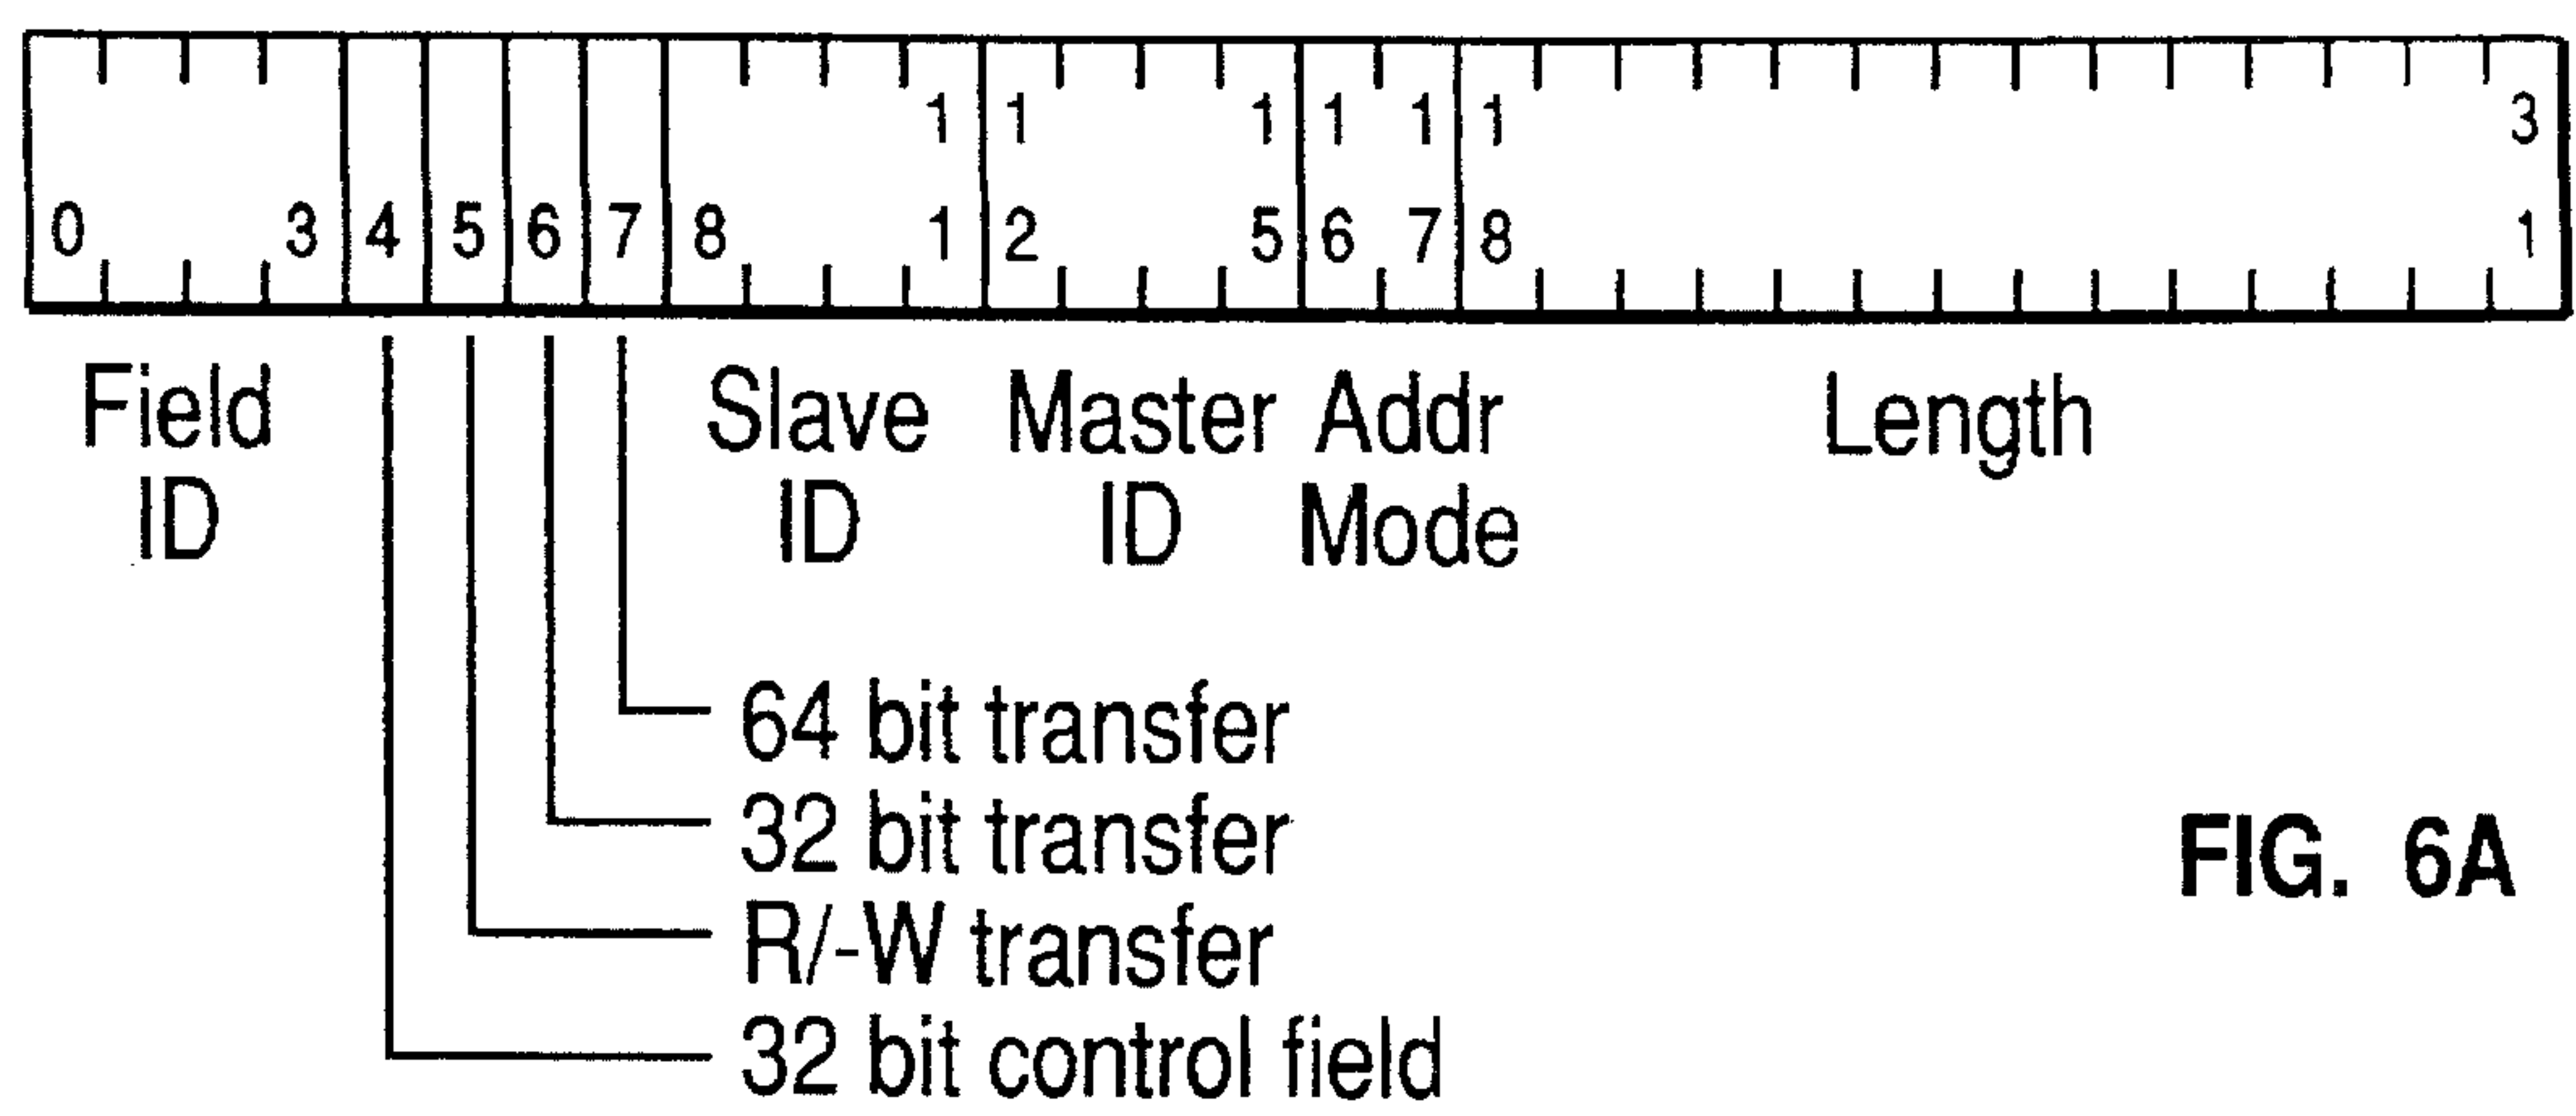 1 1 1 1 1 1 3
0 3 4 5 6 7 8 1 2 5 6 7 8 1
Field Slave Master Addr Length
ID ID ID Mode
64 bit transfer
32 bit transfer
R/-W transfer
32 bit control field
FIG. 6A